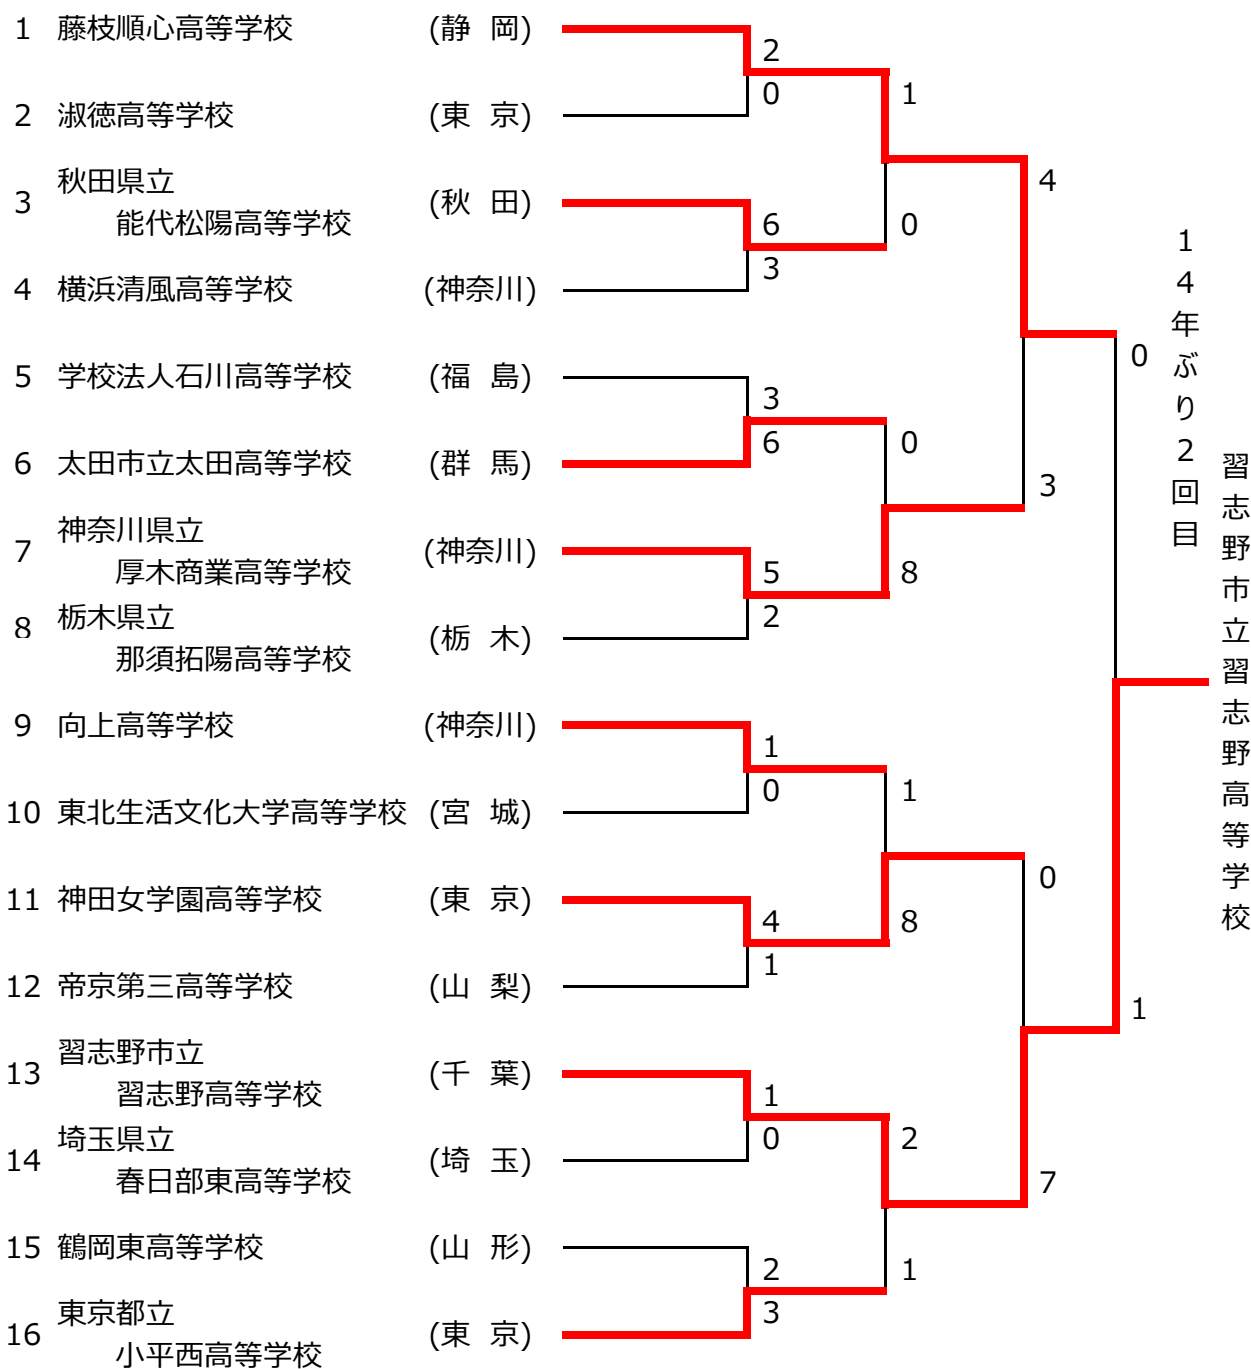 1 藤枝順心高等学校 (静 岡)
2 淑徳高等学校 (東 京)
3 秋田県立
能代松陽高等学校 (秋 田)
4 横浜清風高等学校 (神奈川)
5 学校法人石川高等学校 (福 島)
6 太田市立太田高等学校 (群 馬)
7 神奈川県立
厚木商業高等学校 (神奈川)
8 栃木県立
那須拓陽高等学校 (栃 木)
9 向上高等学校 (神奈川)
10 東北生活文化大学高等学校 (宮 城)
11 神田女学園高等学校 (東 京)
12 帝京第三高等学校 (山 梨)
13 習志野市立
習志野高等学校 (千 葉)
14 埼玉県立
春日部東高等学校 (埼 玉)
15 鶴岡東高等学校 (山 形)
16 東京都立
小平西高等学校 (東 京)
2
0
6
3
3
6
5
2
1
0
4
1
1
0
2
3
1
0
0
8
1
8
2
1
4
3
0
7
0
1
14年ぶり2回目
習志野市立習志野高等学校